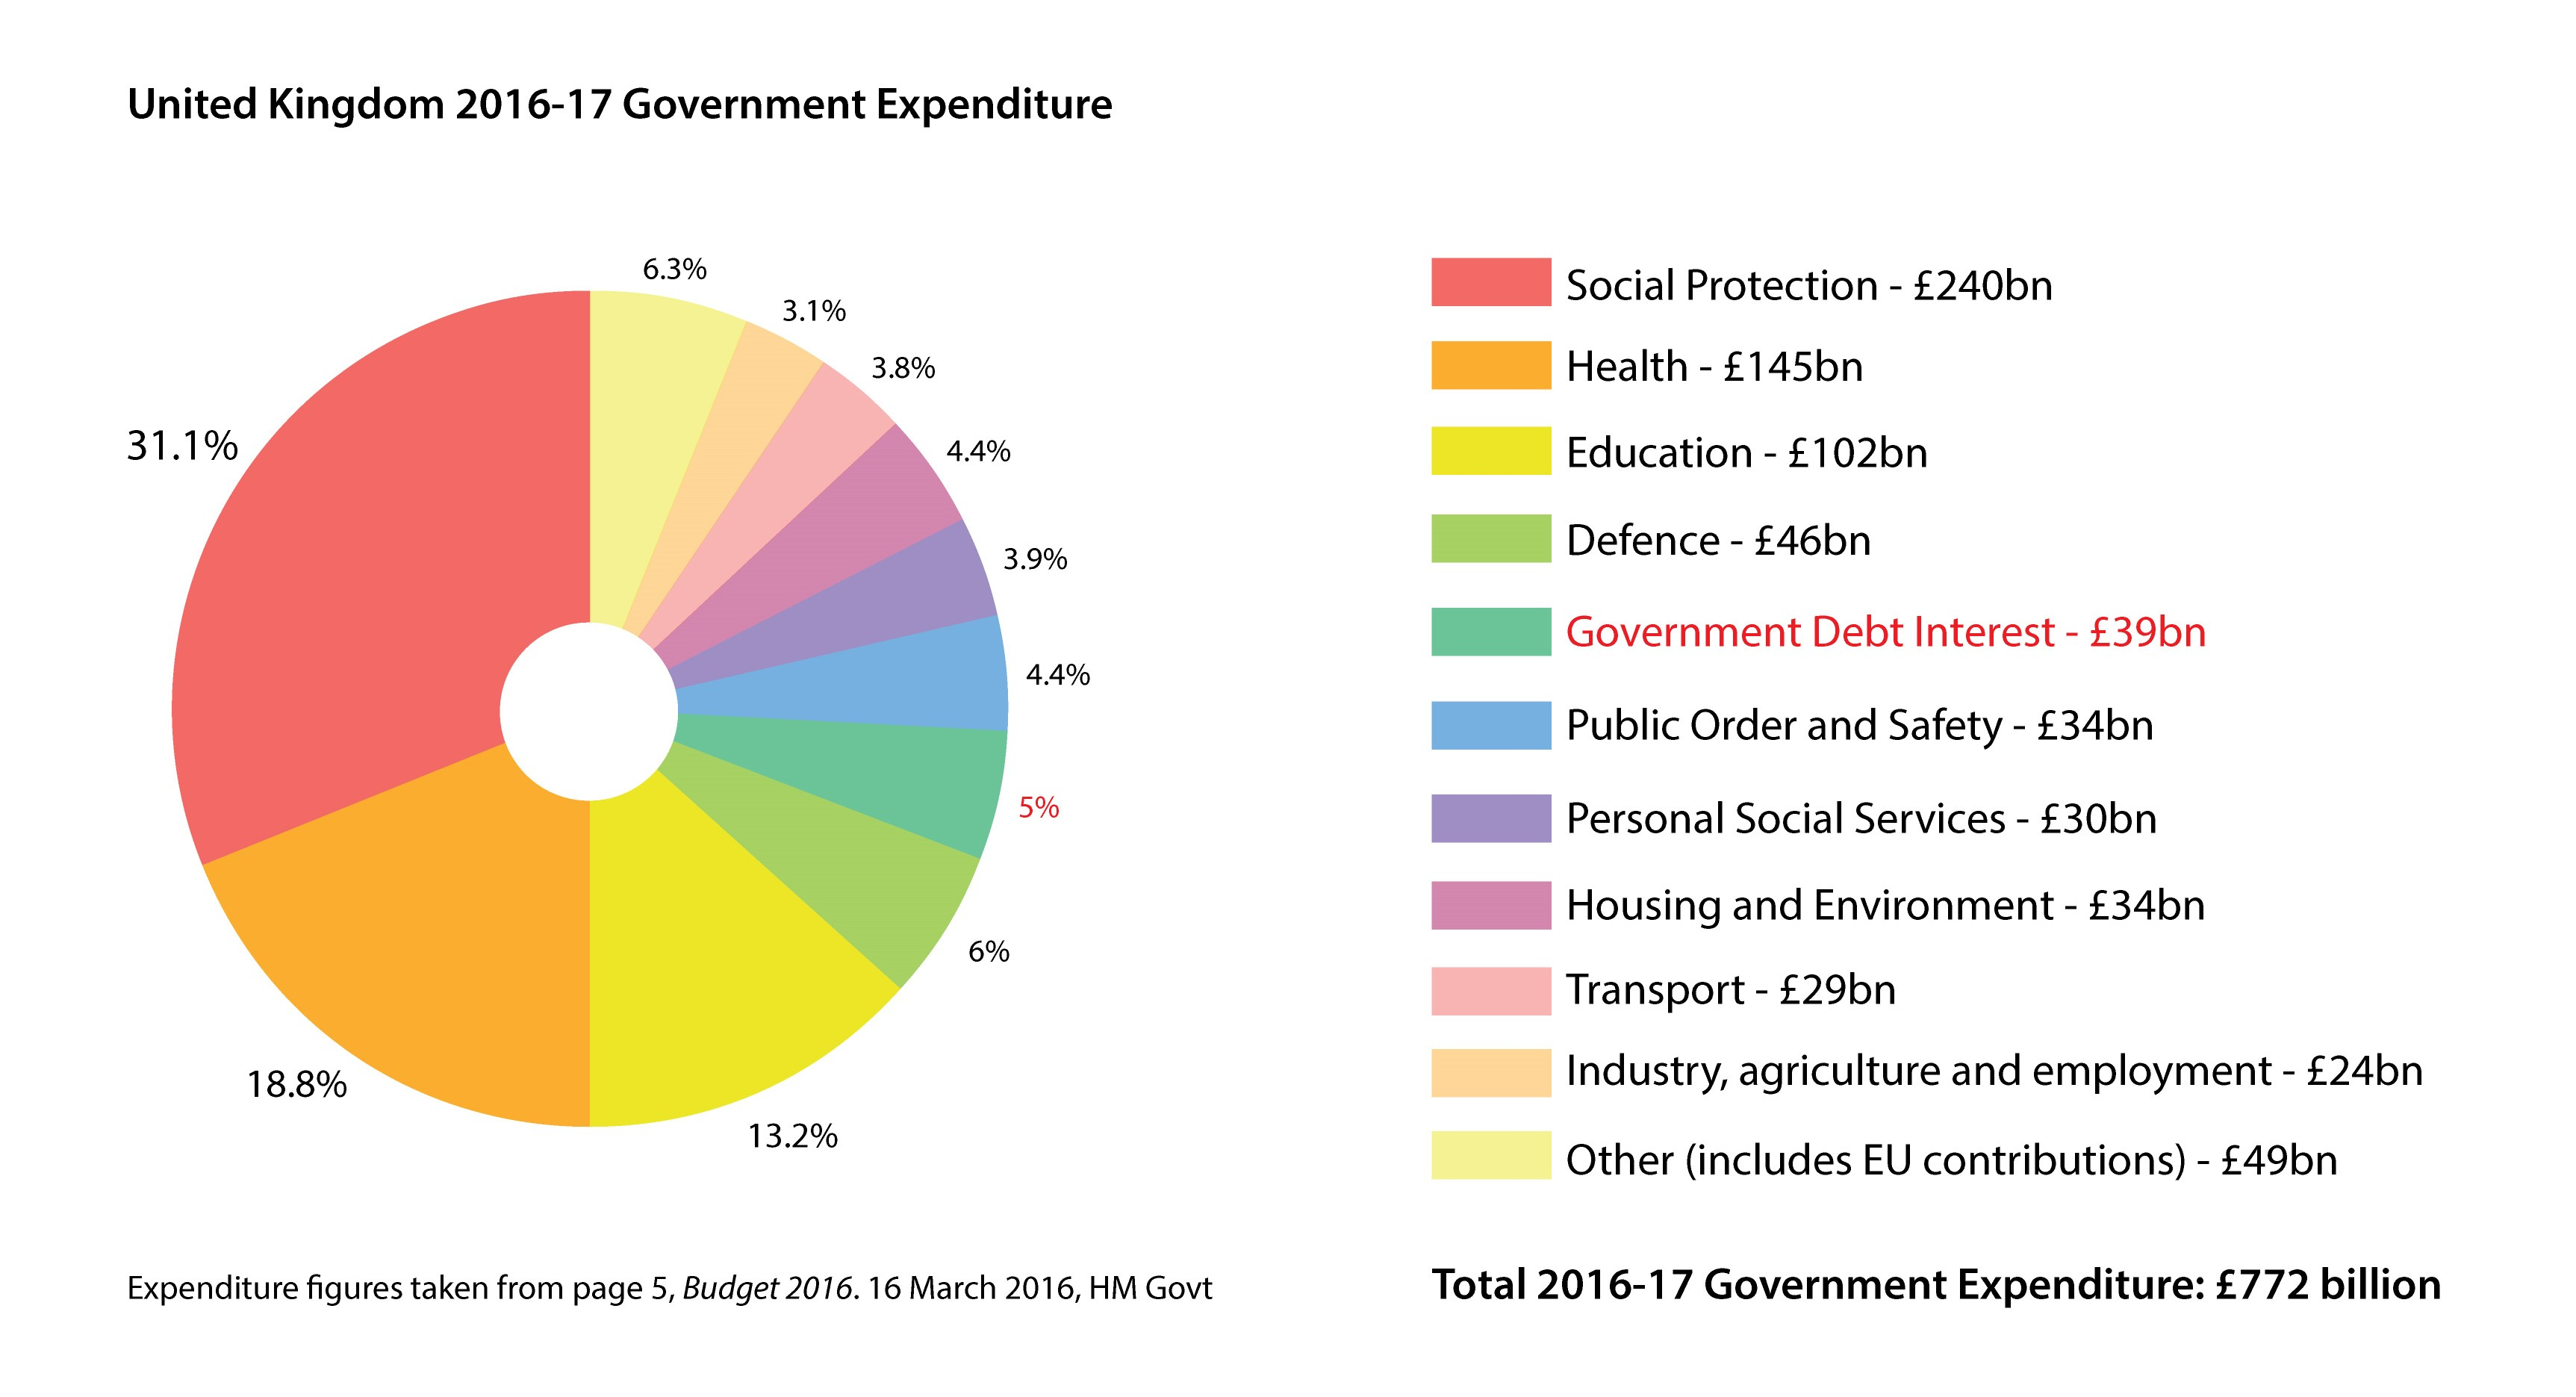 United Kingdom 2016-17 Government Expenditure
6.3%
3.1%
3.8%
4.4%
3.9%
4.4%
5%
6%
13.2%
18.8%
31.1%
Social Protection - £240bn
Health - £145bn
Education - £102bn
Defence - £46bn
Government Debt Interest - £39bn
Public Order and Safety - £34bn
Personal Social Services - £30bn
Housing and Environment - £34bn
Transport - £29bn
Industry, agriculture and employment - £24bn
Other (includes EU contributions) - £49bn
Expenditure figures taken from page 5, Budget 2016. 16 March 2016, HM Govt
Total 2016-17 Government Expenditure: £772 billion